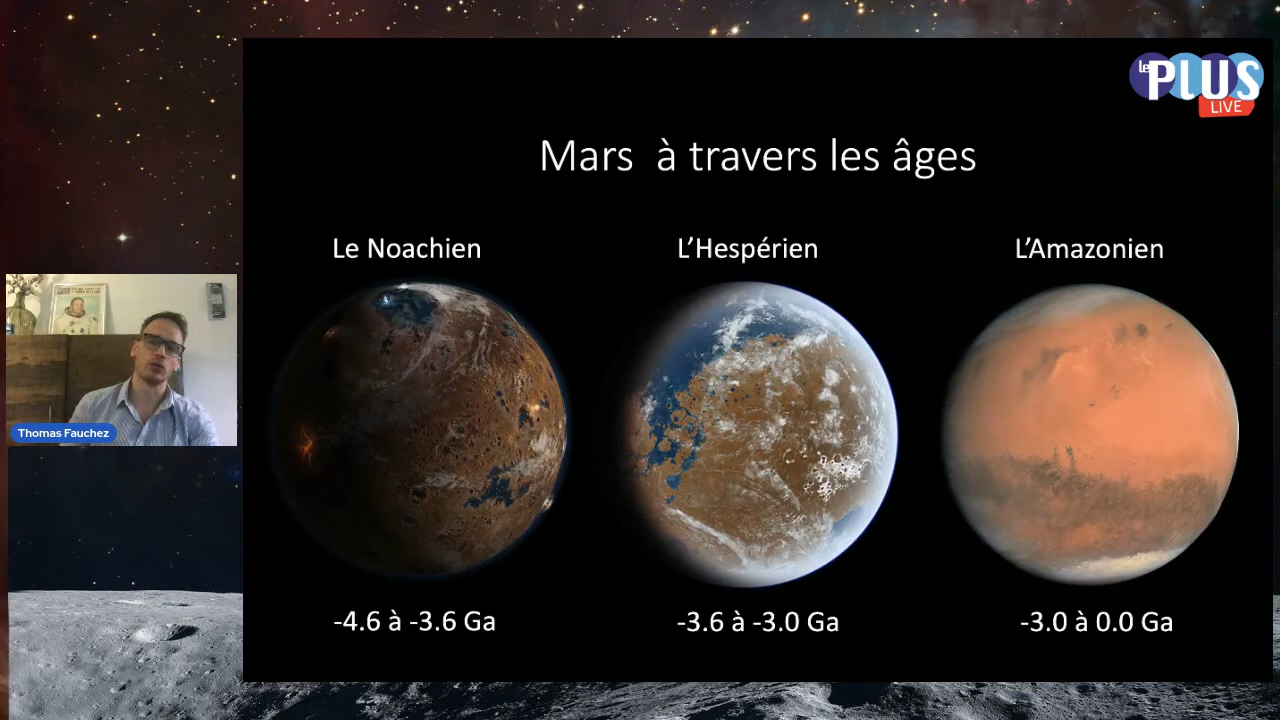 le PLUS
LIVE
Mars à travers les âges
Le Noachien
L'Hespérien
L'Amazonien
Thomas Fauchez
-4.6 à -3.6 Ga
-3.6 à -3.0 Ga
-3.0 à 0.0 Ga